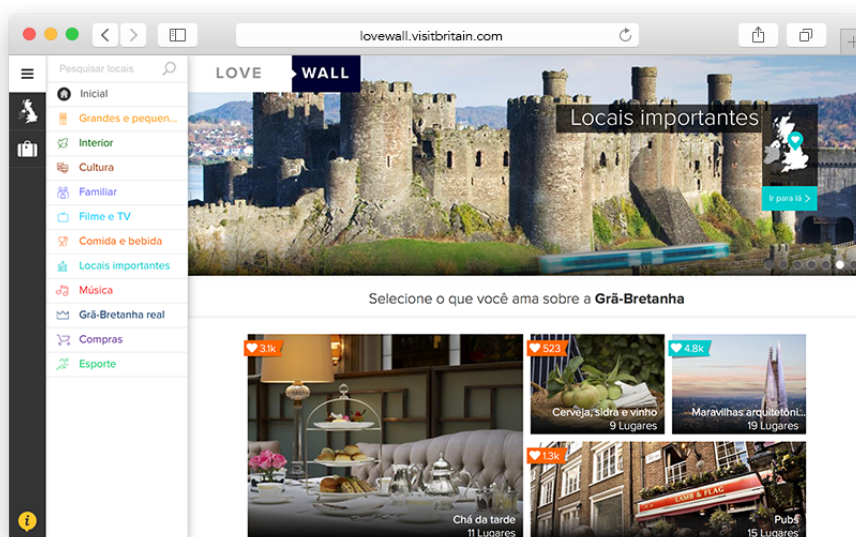 lovewall.visitbritain.com
Pesquisar locais
LOVE WALL
Inicial
Grandes e pequen...
Interior
Cultura
Familiar
Filme e TV
Comida e bebida
Locais importantes
Música
Grã-Bretanha real
Compras
Esporte
Locais importantes
Ir para lá
Selecione o que você ama sobre a Grã-Bretanha
3.1k
Chá da tarde
11 Lugares
523
Cerveja, sidra e vinho
9 Lugares
4.8k
Maravilhas arquitetôni...
19 Lugares
1.3k
LAMB & FLAG
Pubs
15 Lugares
i